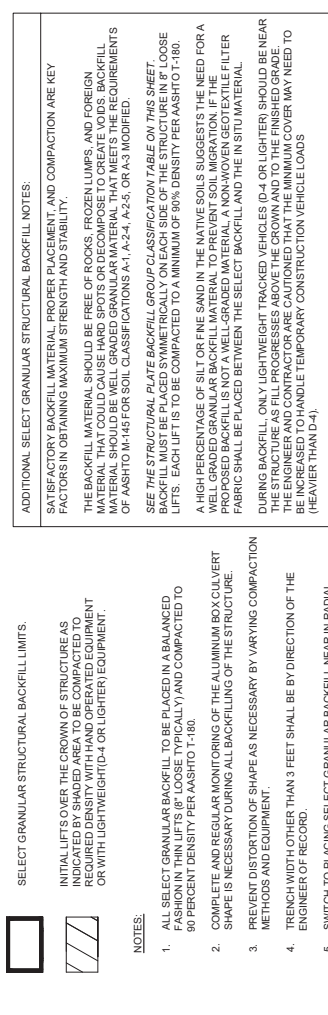 SELECT GRANULAR STRUCTURAL BACKFILL LIMITS.
INITIAL LIFTS OVER THE CROWN OF STRUCTURE AS
INDICATED BY SHADED AREA TO BE COMPACTED TO
REQUIRED DENSITY WITH HAND OPERATED EQUIPMENT
OR WITH LIGHTWEIGHT(D-4 OR LIGHTER) EQUIPMENT.
NOTES:
1. ALL SELECT GRANULAR BACKFILL TO BE PLACED IN A BALANCED
FASHION IN THIN LIFTS (8" LOOSE TYPICALLY) AND COMPACTED TO
90 PERCENT DENSITY PER AASHTO T-180.
2. COMPLETE AND REGULAR MONITORING OF THE ALUMINUM BOX CULVERT
SHAPE IS NECESSARY DURING ALL BACKFILLING OF THE STRUCTURE.
3. PREVENT DISTORTION OF SHAPE AS NECESSARY BY VARYING COMPACTION
METHODS AND EQUIPMENT.
4. TRENCH WIDTH OTHER THAN 3 FEET SHALL BE BY DIRECTION OF THE
ENGINEER OF RECORD.
5. SWITCH TO PLACING SELECT GRANULAR BACKFILL NEAR IN RADIAL
ADDITIONAL SELECT GRANULAR STRUCTURAL BACKFILL NOTES:
SATISFACTORY BACKFILL MATERIAL, PROPER PLACEMENT, AND COMPACTION ARE KEY
FACTORS IN OBTAINING MAXIMUM STRENGTH AND STABILITY.
THE BACKFILL MATERIAL SHOULD BE FREE OF ROCKS, FROZEN LUMPS, AND FOREIGN
MATERIAL THAT COULD CAUSE HARD SPOTS OR DECOMPOSE TO CREATE VOIDS. BACKFILL
MATERIAL SHOULD BE WELL GRADED GRANULAR MATERIAL THAT MEETS THE REQUIREMENTS
OF AASHTO M-145 FOR SOIL CLASSIFICATIONS A-1, A-2-4, A-2-5, OR A-3 MODIFIED.
SEE THE STRUCTURAL PLATE BACKFILL GROUP CLASSIFICATION TABLE ON THIS SHEET.
BACKFILL MUST BE PLACED SYMMETRICALLY ON EACH SIDE OF THE STRUCTURE IN 8" LOOSE
LIFTS. EACH LIFT IS TO BE COMPACTED TO A MINIMUM OF 90% DENSITY PER AASHTO T-180.
A HIGH PERCENTAGE OF SILT OR FINE SAND IN THE NATIVE SOILS SUGGESTS THE NEED FOR A
WELL GRADED GRANULAR BACKFILL MATERIAL TO PREVENT SOIL MIGRATION. IF THE
PROPOSED BACKFILL IS NOT A WELL-GRADED MATERIAL, A NON-WOVEN GEOTEXTILE FILTER
FABRIC SHALL BE PLACED BETWEEN THE SELECT BACKFILL AND THE IN SITU MATERIAL.
DURING BACKFILL, ONLY LIGHTWEIGHT TRACKED VEHICLES (D-4 OR LIGHTER) SHOULD BE NEAR
THE STRUCTURE AS FILL PROGRESSES ABOVE THE CROWN AND TO THE FINISHED GRADE.
THE ENGINEER AND CONTRACTOR ARE CAUTIONED THAT THE MINIMUM COVER MAY NEED TO
BE INCREASED TO HANDLE TEMPORARY CONSTRUCTION VEHICLE LOADS
(HEAVIER THAN D-4).